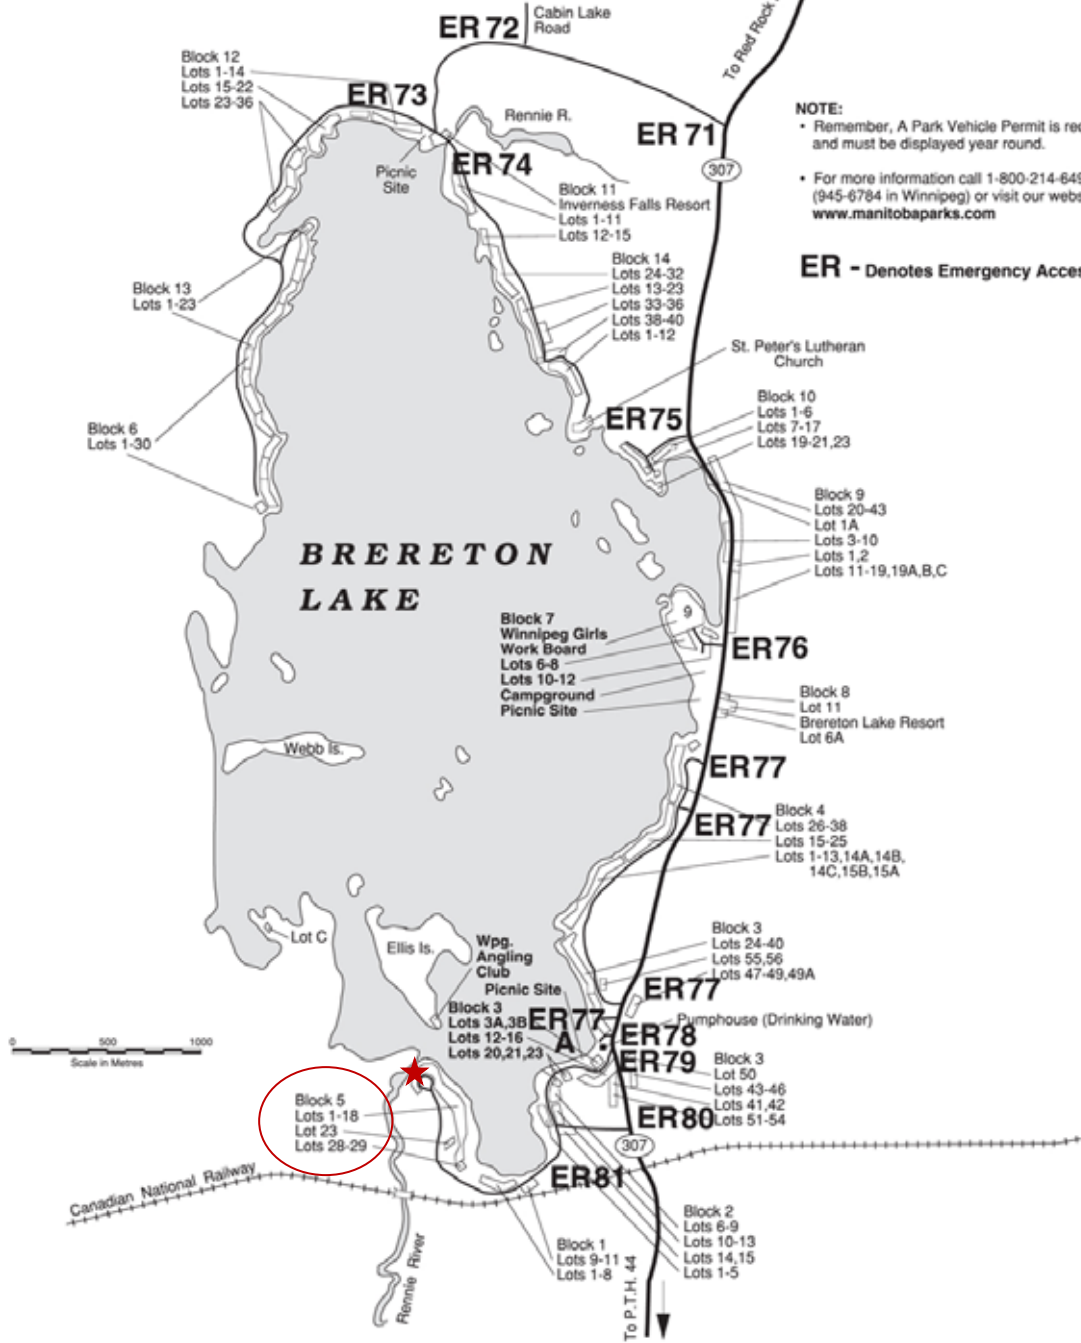 ER 72
Cabin Lake
Road
To Red Rock
Block 12
Lots 1-14
Lots 15-22
Lots 23-36
ER 73
Rennie R.
ER 71
307
NOTE:
• Remember, A Park Vehicle Permit is re
and must be displayed year round.
• For more information call 1-800-214-649
(945-6784 in Winnipeg) or visit our webs
www.manitobaparks.com
ER - Denotes Emergency Acces
Picnic
Site
ER 74
Block 11
Inverness Falls Resort
Lots 1-11
Lots 12-15
Block 14
Lots 24-32
Lots 13-23
Lots 33-36
Lots 38-40
Lots 1-12
Block 13
Lots 1-23
St. Peter's Lutheran
Church
Block 6
Lots 1-30
ER75
Block 10
Lots 1-6
Lots 7-17
Lots 19-21,23
Block 9
Lots 20-43
Lot 1A
Lots 3-10
Lots 1,2
Lots 11-19,19A,B,C
BRERETON
LAKE
9
Block 7
Winnipeg Girls
Work Board
Lots 6-8
Lots 10-12
Campground
Picnic Site
ER76
Block 8
Lot 11
Brereton Lake Resort
Lot 6A
Webb Is.
ER77
ER77
Block 4
Lots 26-38
Lots 15-25
Lots 1-13,14A,14B,
14C,15B,15A
Lot C
Ellis Is.
Wpg.
Angling
Club
Picnic Site
Block 3
Lots 24-40
Lots 55,56
Lots 47-49,49A
ER77
Block 3
Lots 3A,3B
Lots 12-16
Lots 20,21,23
ER77
A
Pumphouse (Drinking Water)
ER78
ER79
Block 3
Lot 50
Lots 43-46
Lots 41,42
Lots 51-54
ER80
0 500 1000
Scale in Metres
Block 5
Lots 1-18
Lot 23
Lots 28-29
307
Canadian National Railway
ER81
Block 2
Lots 6-9
Lots 10-13
Lots 14,15
Lots 1-5
Block 1
Lots 9-11
Lots 1-8
Rennie River
To P.T.H. 44